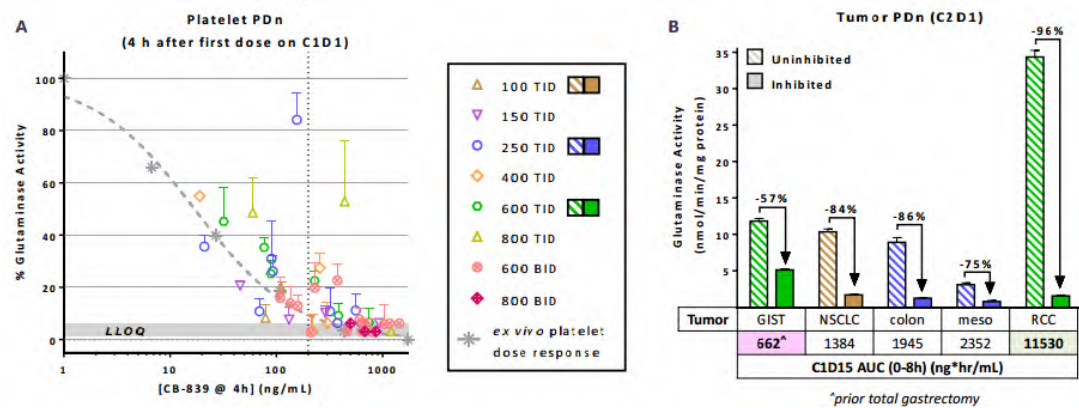 A
Platelet PDn
(4 h after first dose on C1D1)
% Glutaminase Activity
100
80
60
40
20
0
LLOQ
1
10
100
1000
[CB-839 @ 4h] (ng/mL)
100 TID
150 TID
250 TID
400 TID
600 TID
800 TID
600 BID
800 BID
ex vivo platelet
dose response
B
Tumor PDn (C2D1)
Glutaminase Activity
(nmol/min/mg protein)
35
30
25
20
15
10
5
Uninhibited
Inhibited
-57%
-84%
-86%
-75%
-96%
Tumor GIST NSCLC colon meso RCC
662^ 1384 1945 2352 11530
C1D15 AUC (0-8h) (ng*hr/mL)
^prior total gastrectomy